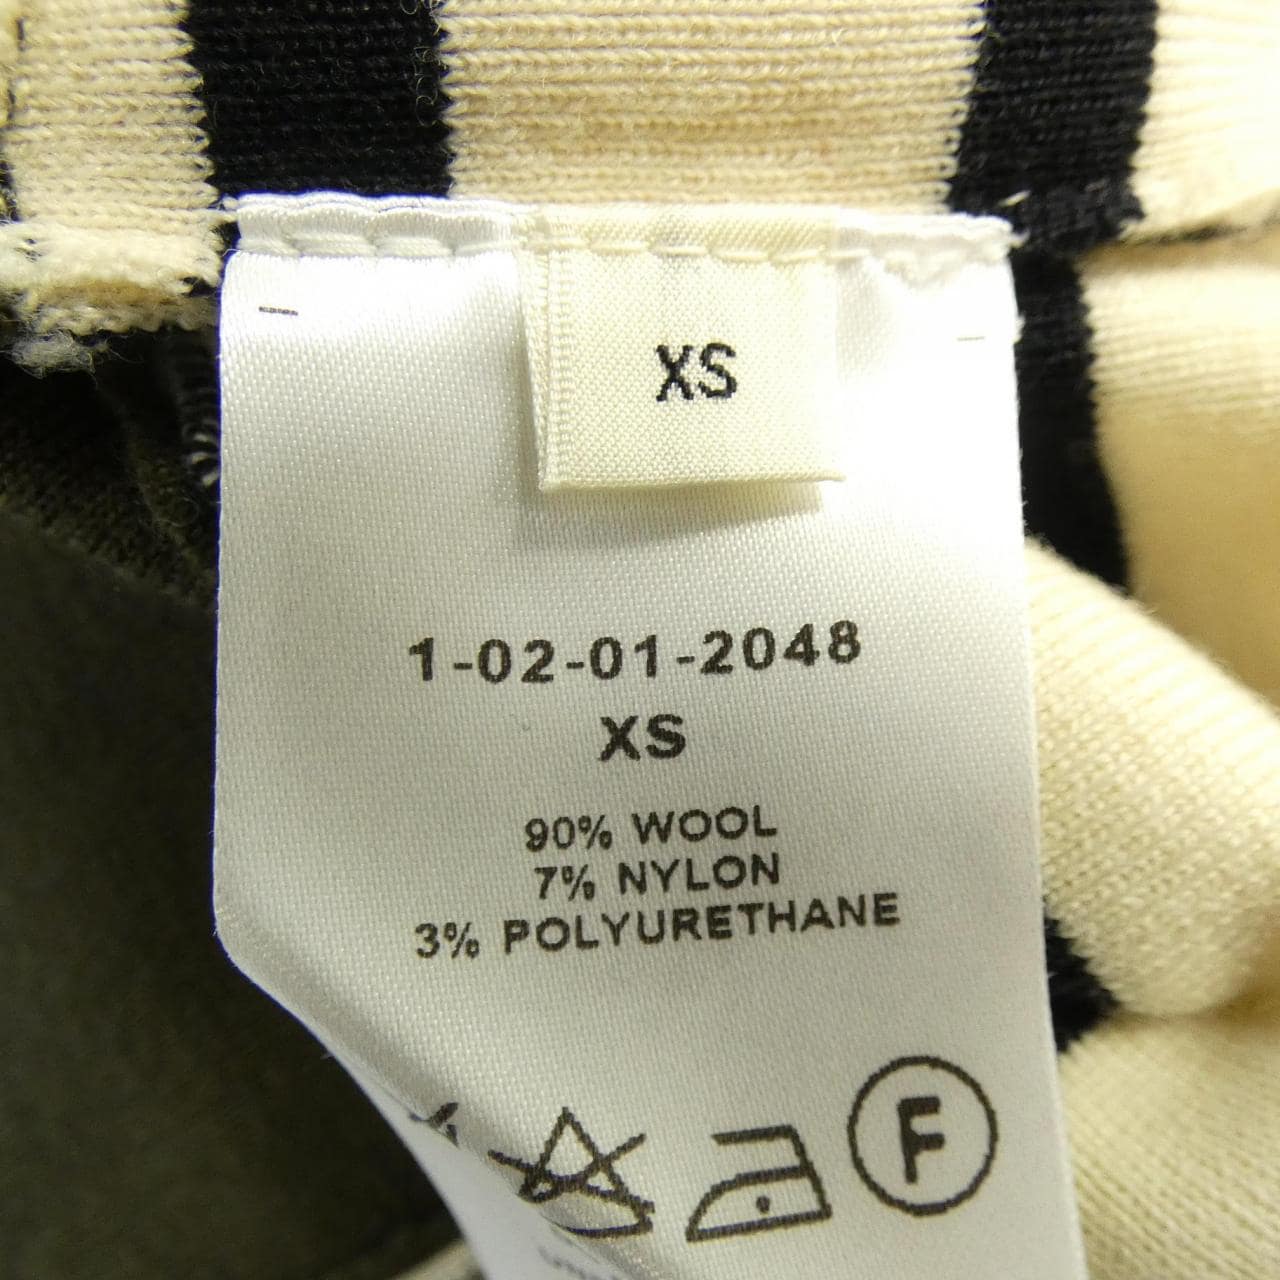 XS
1-02-01-2048
XS
90% WOOL
7% NYLON
3% POLYURETHANE
F